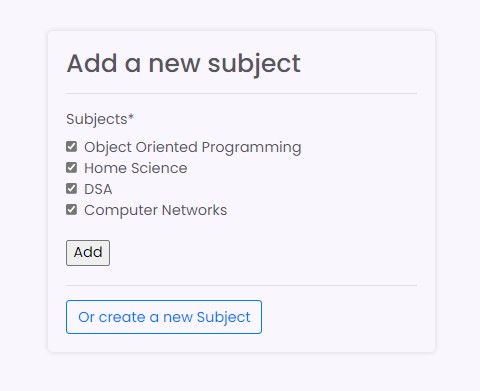 Add a new subject
Subjects*
Object Oriented Programming
Home Science
DSA
Computer Networks
Add
Or create a new Subject